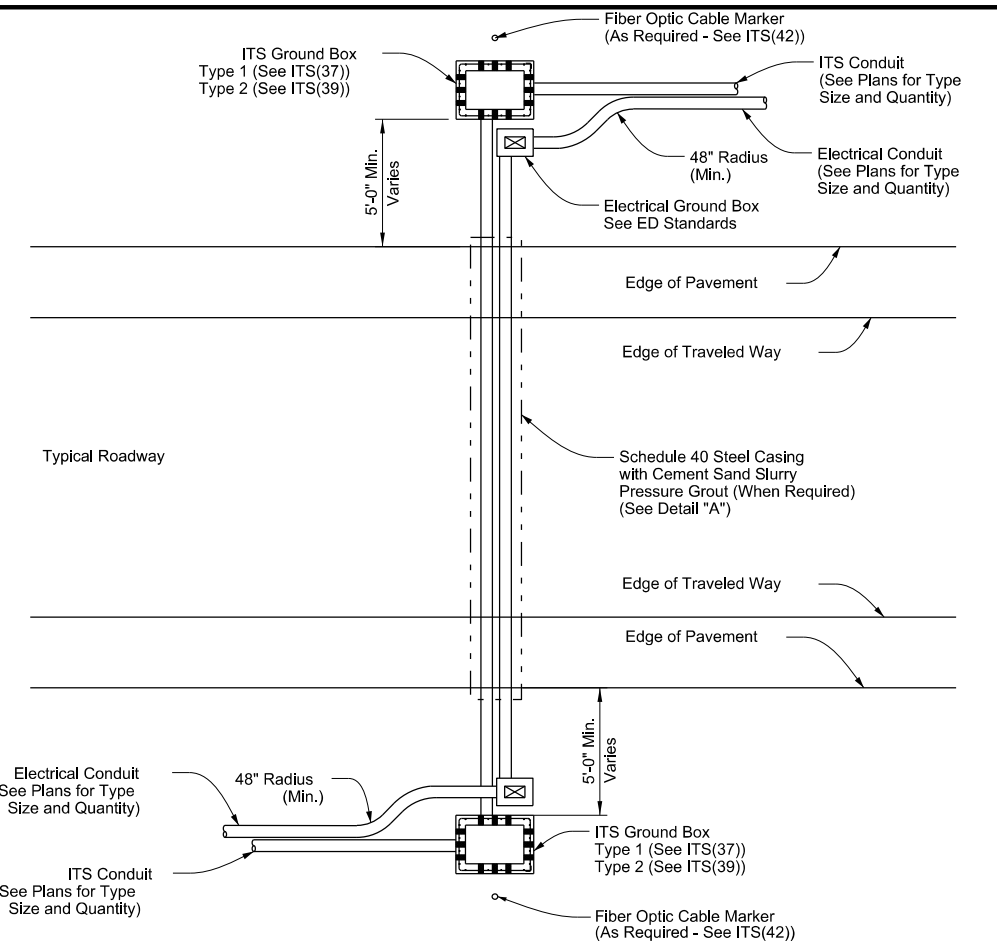 Fiber Optic Cable Marker
(As Required - See ITS(42))
ITS Ground Box
Type 1 (See ITS(37))
Type 2 (See ITS(39))
ITS Conduit
(See Plans for Type
Size and Quantity)
48" Radius
(Min.)
Electrical Conduit
(See Plans for Type
Size and Quantity)
5'-0" Min.
Varies
Electrical Ground Box
See ED Standards
Edge of Pavement
Edge of Traveled Way
Typical Roadway
Schedule 40 Steel Casing
with Cement Sand Slurry
Pressure Grout (When Required)
(See Detail "A")
Edge of Traveled Way
Edge of Pavement
5'-0" Min.
Varies
Electrical Conduit
See Plans for Type
Size and Quantity)
48" Radius
(Min.)
ITS Conduit
See Plans for Type
Size and Quantity)
ITS Ground Box
Type 1 (See ITS(37))
Type 2 (See ITS(39))
Fiber Optic Cable Marker
(As Required - See ITS(42))